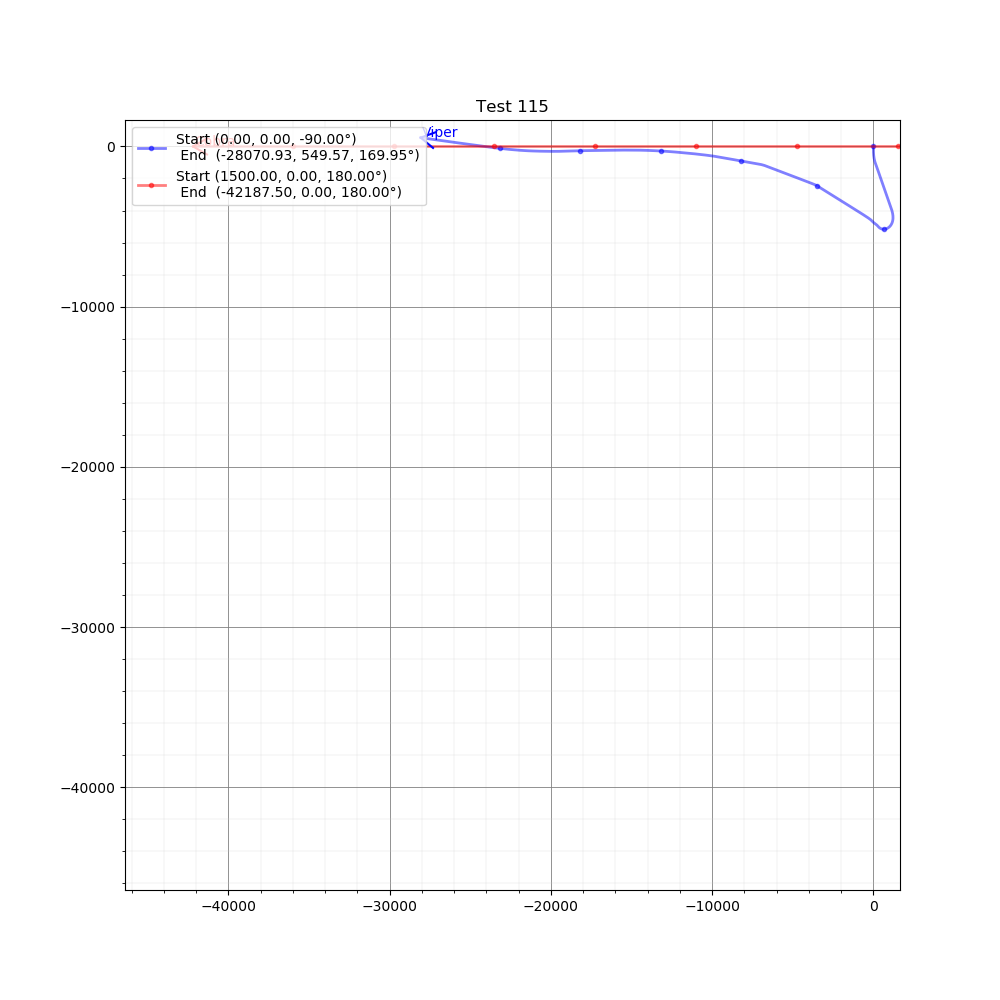 Test 115
Viper
Start (0.00, 0.00, -90.00°)
End (-28070.93, 549.57, 169.95°)
Start (1500.00, 0.00, 180.00°)
End (-42187.50, 0.00, 180.00°)
0
−10000
−20000
−30000
−40000
−40000 −30000 −20000 −10000 0